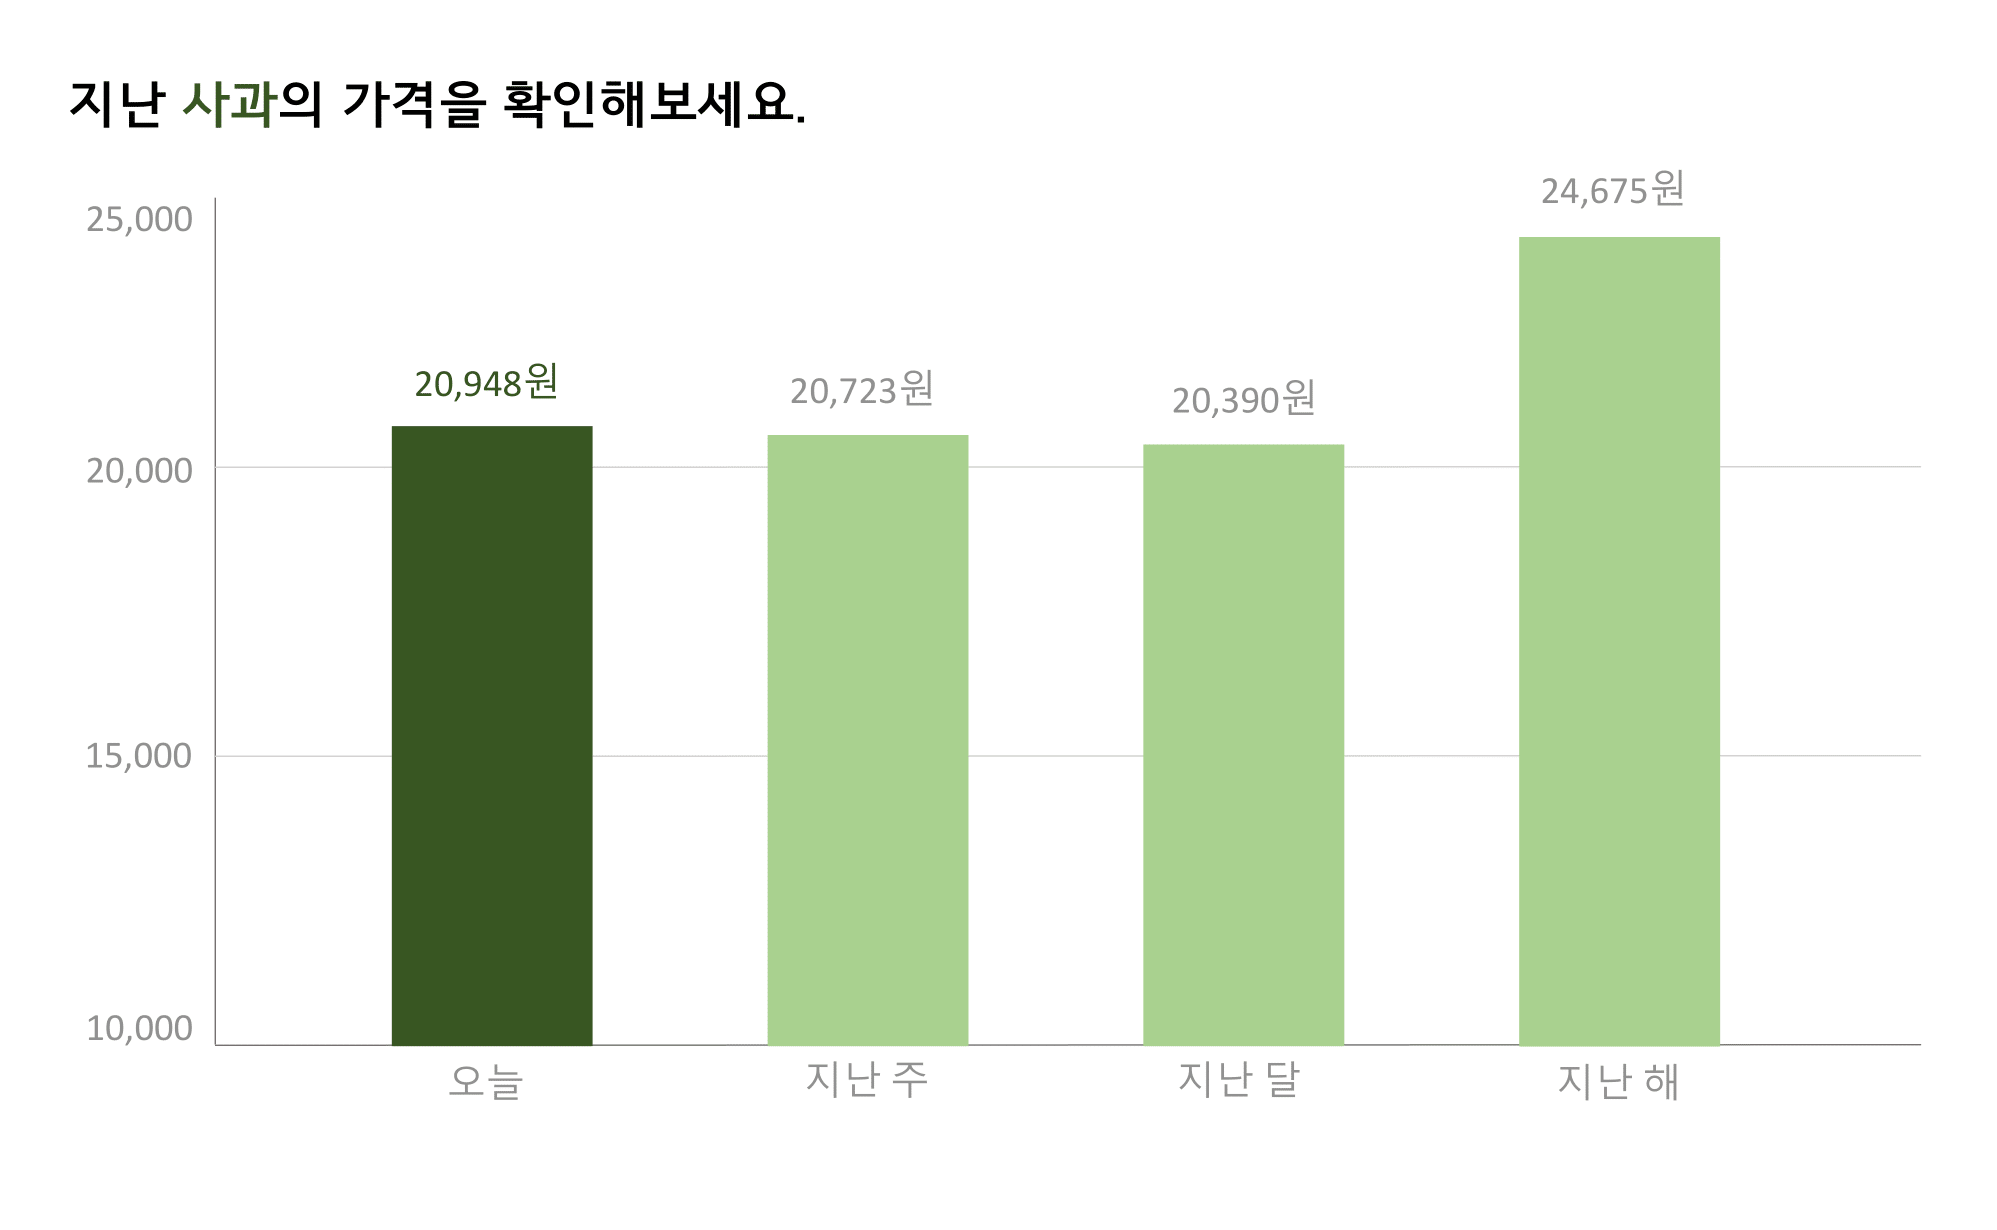 지난 사과의 가격을 확인해보세요.
25,000
20,000
15,000
10,000
20,948원
20,723원
20,390원
24,675원
오늘
지난 주
지난 달
지난 해